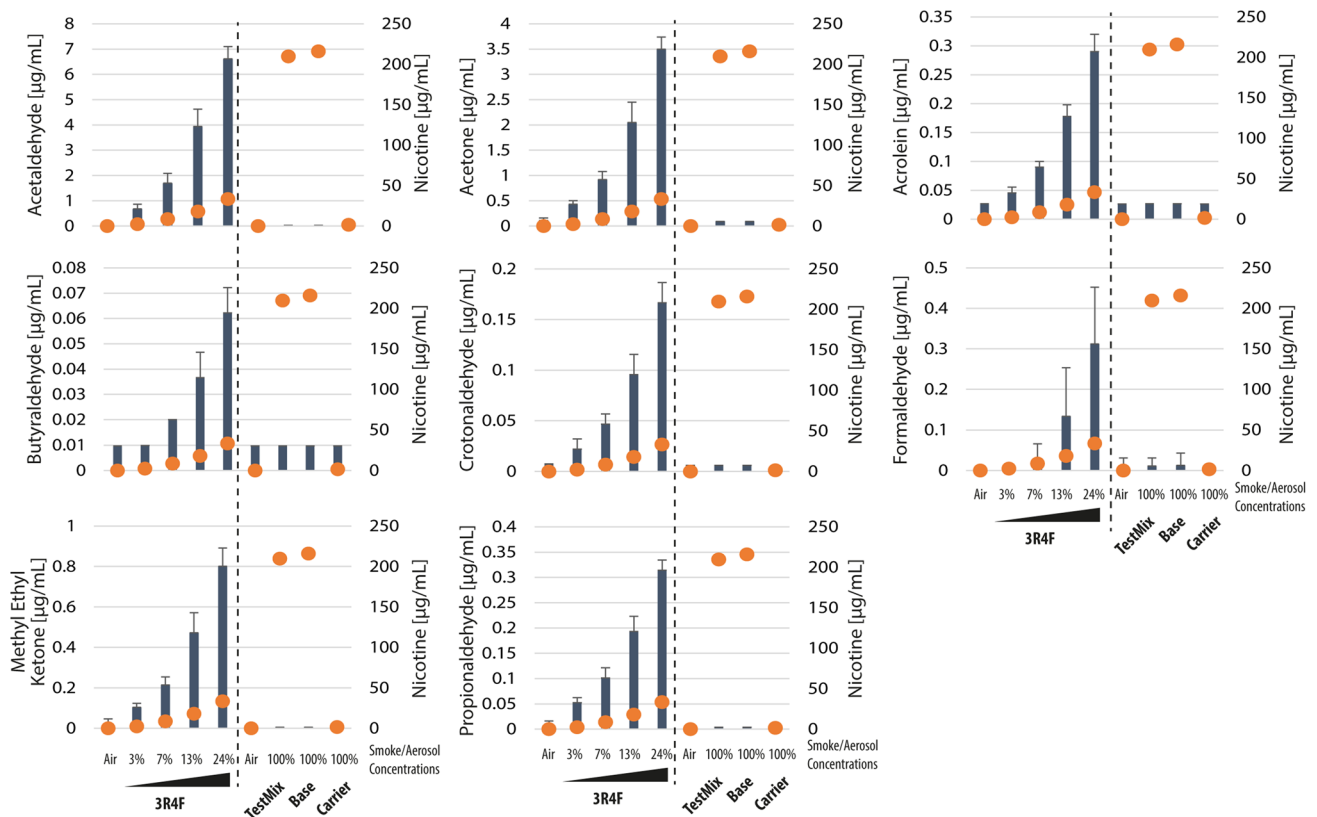 Acetaldehyde [µg/mL]
8
7
6
5
4
3
2
1
0
250
200
150
100
50
0
Nicotine [µg/mL]
Acetone [µg/mL]
4
3.5
3
2.5
2
1.5
1
0.5
0
250
200
150
100
50
0
Nicotine [µg/mL]
Acrolein [µg/mL]
0.35
0.3
0.2
0.1
0.1
0.05
0
250
200
150
100
50
0
Nicotine [µg/mL]
Butyraldehyde [µg/mL]
0.08
0.07
0.06
0.05
0.04
0.03
0.02
0.01
0
250
200
150
100
50
0
Nicotine [µg/mL]
Crotonaldehyde [µg/mL]
0.2
0.15
0.1
0.05
0
250
200
150
100
50
0
Nicotine [µg/mL]
Formaldehyde [µg/mL]
0.5
0.4
0.3
0.2
0.1
0
250
200
150
100
50
0
Nicotine [µg/mL]
Air 3% 7% 13% 24% Air 100% 100% 100%
Smoke/Aerosol
Concentrations
3R4F
TestMix
Base
Carrier
Methyl Ethyl
Ketone [µg/mL]
1
0.8
0.6
0.4
0.2
0
250
200
150
100
50
0
Nicotine [µg/mL]
Air 3% 7% 13% 24% Air 100% 100% 100%
Smoke/Aerosol
Concentrations
3R4F
TestMix
Base
Carrier
Propionaldehyde [µg/mL]
0.4
0.35
0.3
0.25
0.2
0.15
0.1
0.05
0
250
200
150
100
50
0
Nicotine [µg/mL]
Air 3% 7% 13% 24% Air 100% 100% 100%
Smoke/Aerosol
Concentrations
3R4F
TestMix
Base
Carrier